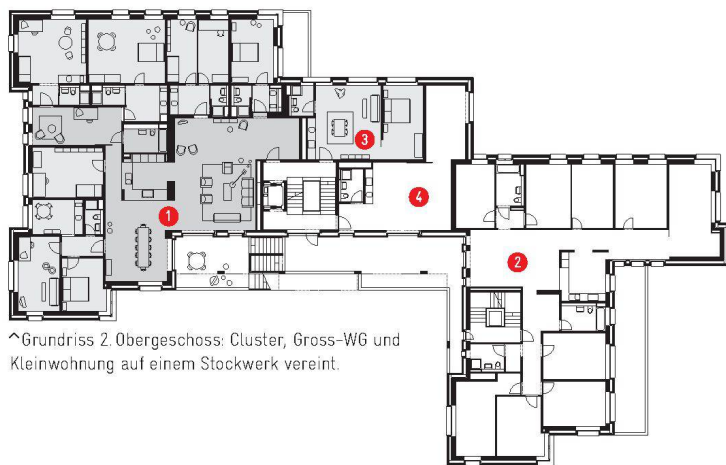 3
4
1
2
^Grundriss 2. Obergeschoss: Cluster, Gross-WG und
Kleinwohnung auf einem Stockwerk vereint.